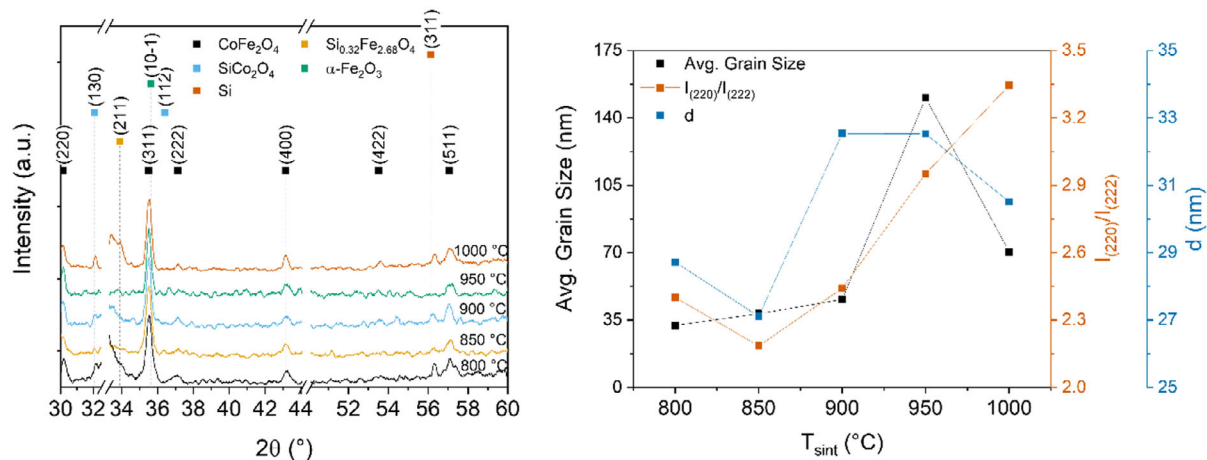 CoFe₂O₄
SiCo₂O₄
Si
Si₀.₃₂Fe₂.₆₈O₄
α-Fe₂O₃
(220)
(130)
(211)
(311)
(10-1)
(112)
(222)
(400)
(422)
(311)
(511)
1000 °C
950 °C
900 °C
850 °C
800 °C
Intensity (a.u.)
30 32 34 36 38 43 44 52 54 56 58 60
2θ (°)
175
140
105
70
35
0
Avg. Grain Size (nm)
Avg. Grain Size
I₍₂₂₀₎/I₍₂₂₂₎
d
800 850 900 950 1000
T_sint (°C)
3.5
3.2
2.9
2.6
2.3
2.0
I₍₂₂₀₎/I₍₂₂₂₎
35
33
31
29
27
25
d (nm)